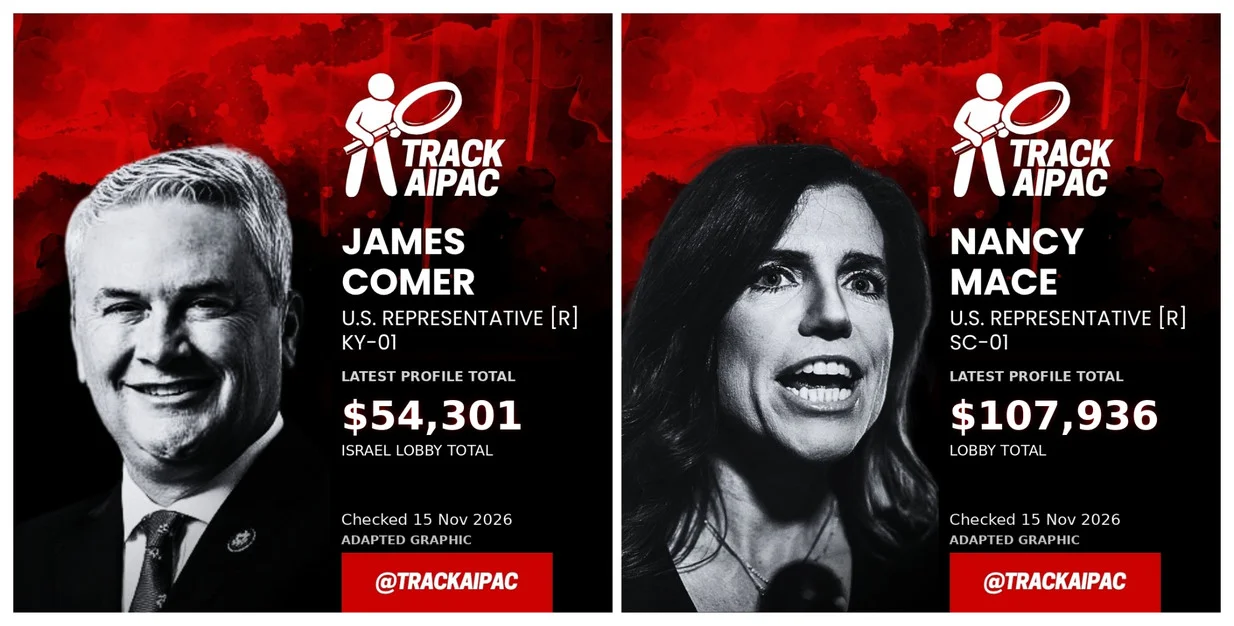 TRACK
AIPAC
JAMES
COMER
U.S. REPRESENTATIVE [R]
KY-01
LATEST PROFILE TOTAL
$54,301
ISRAEL LOBBY TOTAL
Checked 15 Nov 2026
ADAPTED GRAPHIC
@TRACKAIPAC
TRACK
AIPAC
NANCY
MACE
U.S. REPRESENTATIVE [R]
SC-01
LATEST PROFILE TOTAL
$107,936
LOBBY TOTAL
Checked 15 Nov 2026
ADAPTED GRAPHIC
@TRACKAIPAC